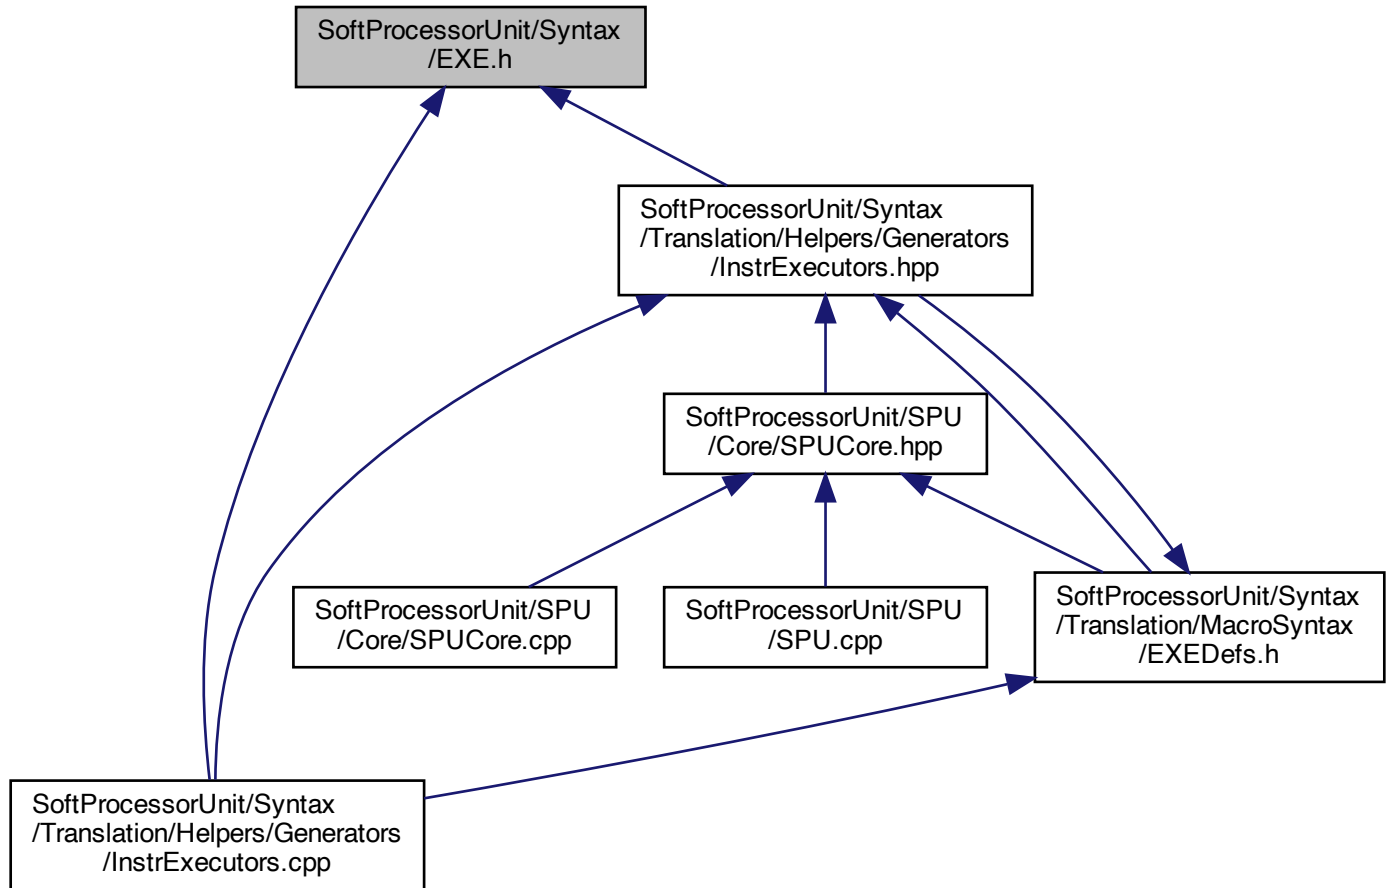 SoftProcessorUnit/Syntax
/EXE.h
SoftProcessorUnit/Syntax
/Translation/Helpers/Generators
/InstrExecutors.hpp
SoftProcessorUnit/SPU
/Core/SPUCore.hpp
SoftProcessorUnit/SPU
/Core/SPUCore.cpp
SoftProcessorUnit/SPU
/SPU.cpp
SoftProcessorUnit/Syntax
/Translation/MacroSyntax
/EXEDefs.h
SoftProcessorUnit/Syntax
/Translation/Helpers/Generators
/InstrExecutors.cpp